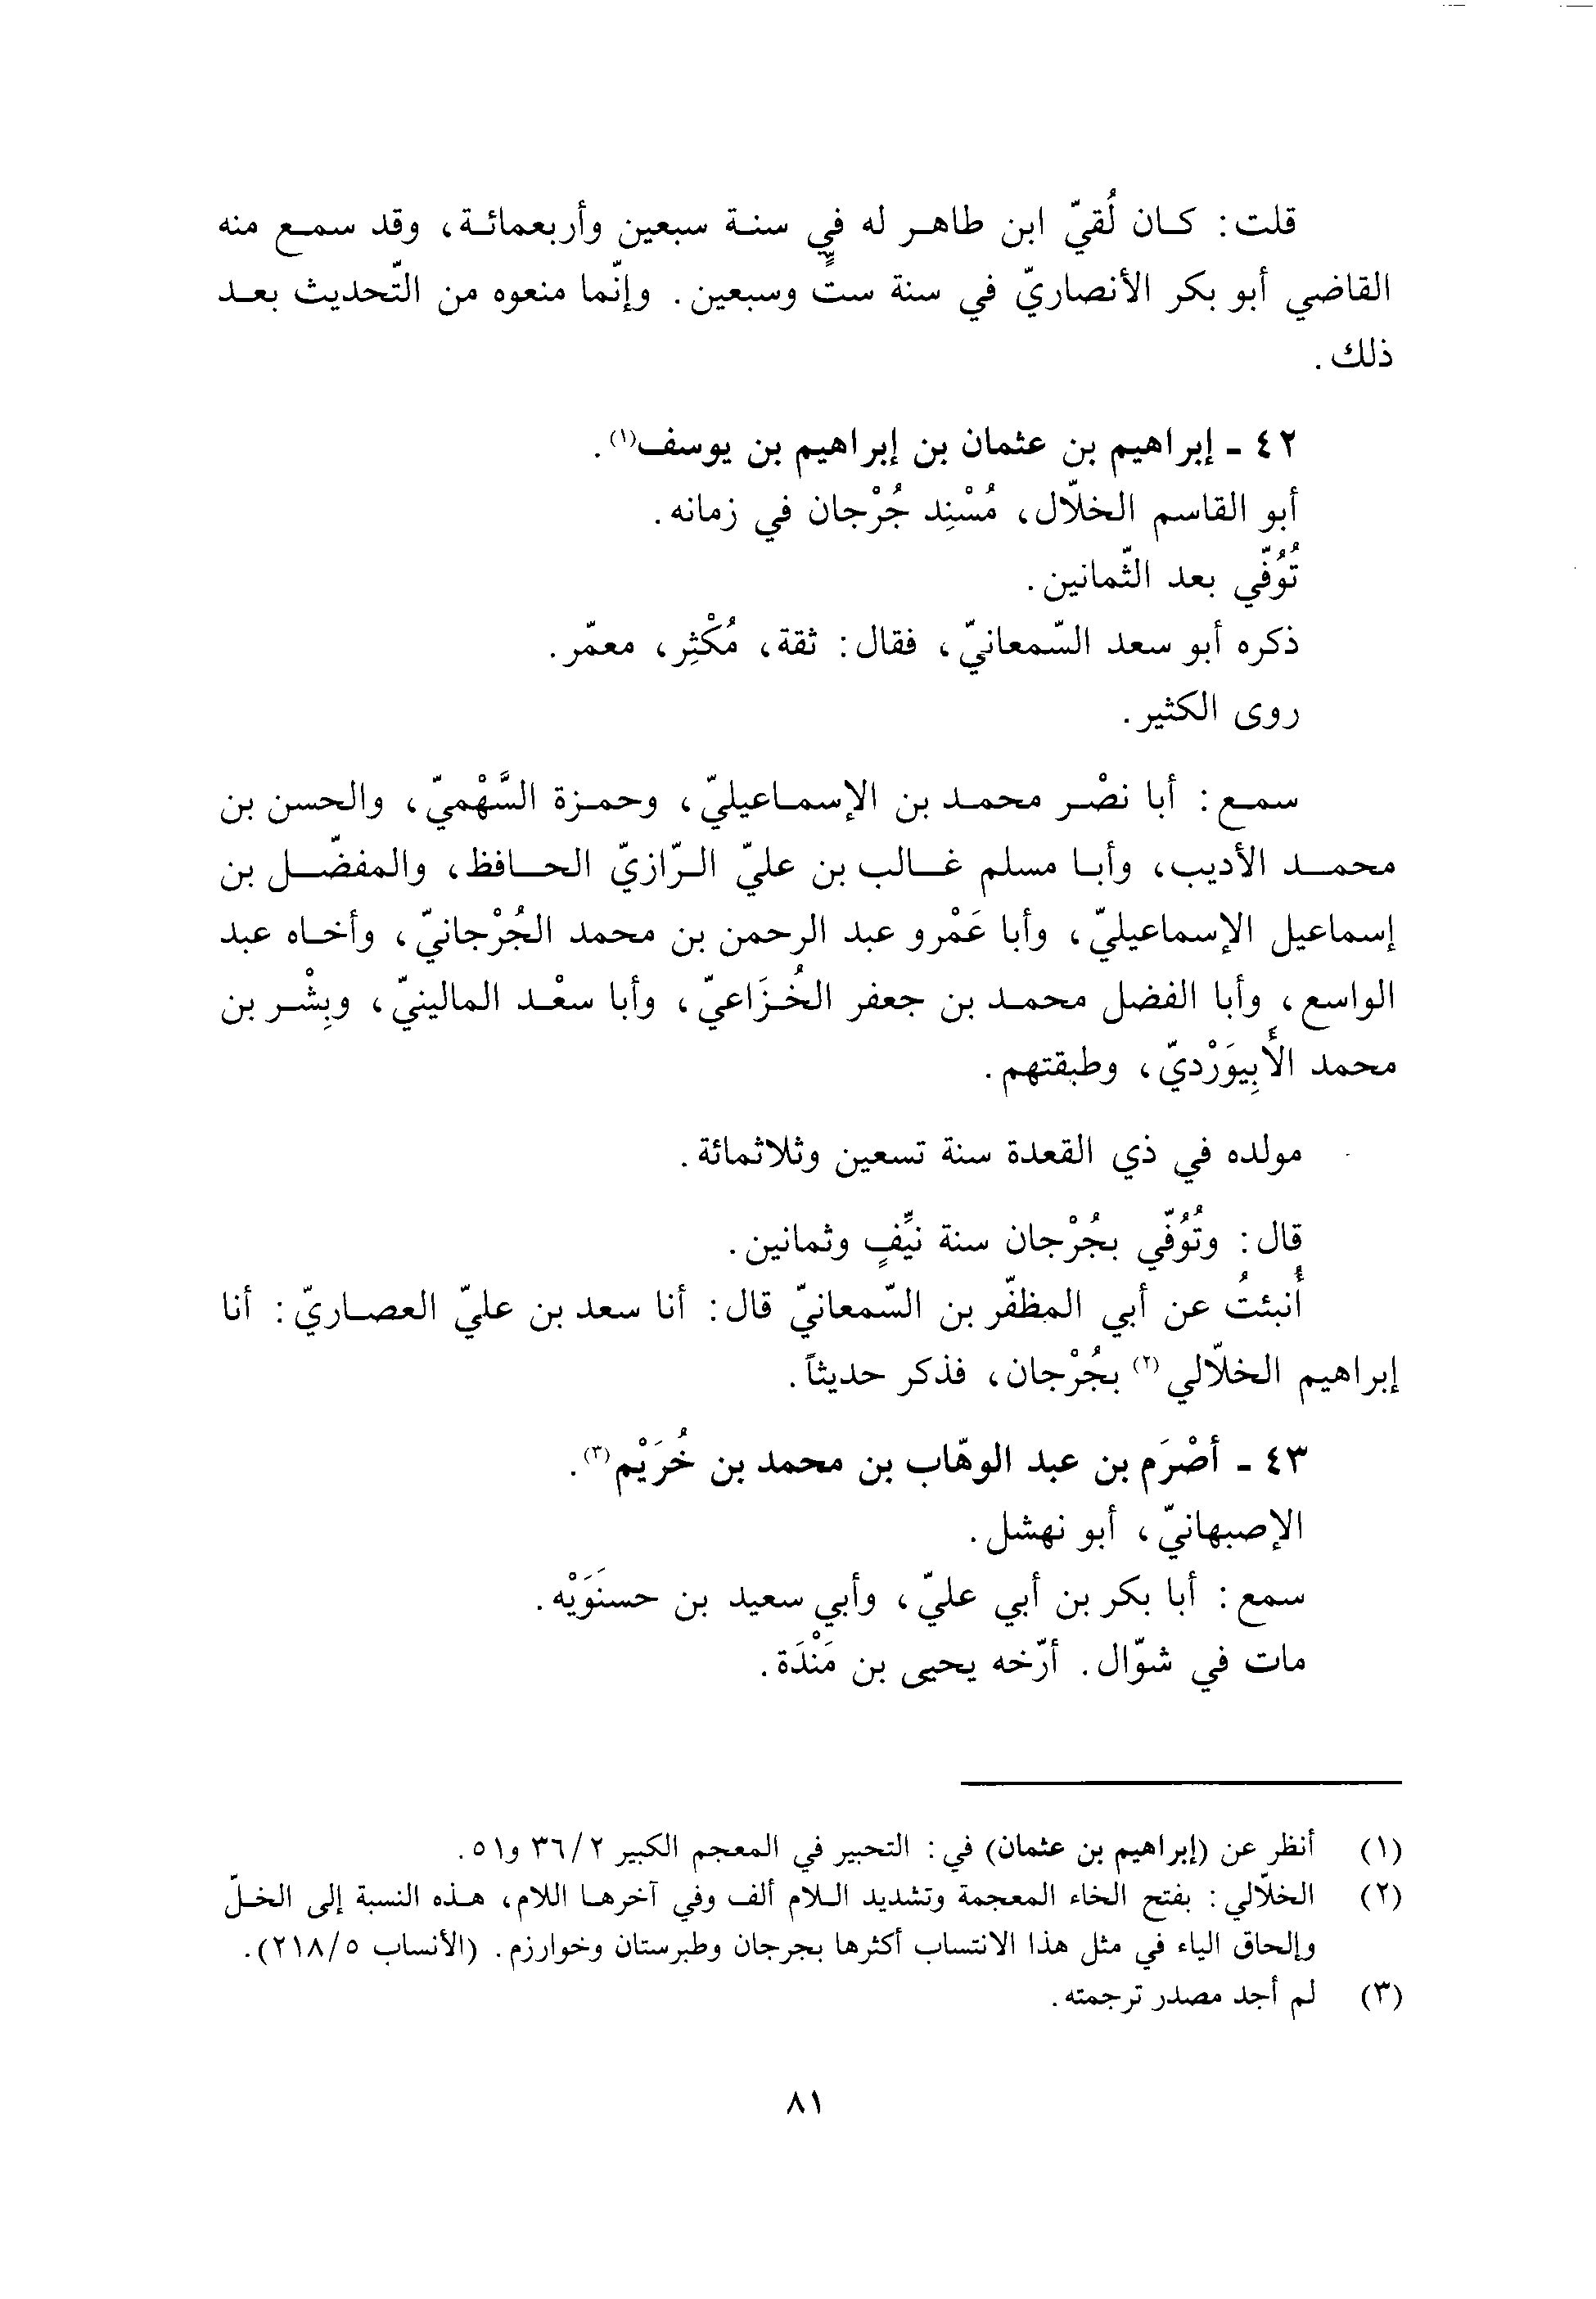 قلت: كان لُقيّ ابن طاهر له في سنة سبعين وأربعمائة، وقد سمع منه
القاضي أبو بكر الأنصاريّ في سنة ستٍّ وسبعين. وإنّما منعوه من التّحديث بعد
ذلك.
٤٢ - إبراهيم بن عثمان بن إبراهيم بن يوسف(١).
أبو القاسم الخلّال، مُسْنِد جُرْجان في زمانه.
تُوُفّي بعد الثّمانين.
ذكره أبو سعد السّمعانيّ، فقال: ثقة، مُكْثِر، معمّر.
روى الكثير.
سمع: أبا نصْر محمد بن الإسماعيليّ، وحمزة السَّهْميّ، والحسن بن
محمد الأديب، وأبا مسلم غالب بن عليّ الرّازيّ الحافظ، والمفضّل بن
إسماعيل الإسماعيليّ، وأبا عَمْرو عبد الرحمن بن محمد الجُرْجانيّ، وأخاه عبد
الواسع، وأبا الفضل محمد بن جعفر الخُزَاعيّ، وأبا سعْد المالينيّ، وبِشْر بن
محمد الأَبِيوَرْديّ، وطبقتهم.
مولده في ذي القعدة سنة تسعين وثلاثمائة.
قال: وتُوُفّي بجُرْجان سنة نيِّفٍ وثمانين.
أُنبئتُ عن أبي المظفّر بن السّمعانيّ قال: أنا سعد بن عليّ العصاريّ: أنا
إبراهيم الخلّالي(٢) بجُرْجان، فذكر حديثاً.
٤٣ - أصْرَم بن عبد الوهّاب بن محمد بن خُرَيْم(٣).
الإصبهانيّ، أبو نهشل.
سمع: أبا بكر بن أبي عليّ، وأبي سعيد بن حسنَوَيْه.
مات في شوّال. أرّخه يحيى بن مَنْدَة.
(١) أنظر عن (إبراهيم بن عثمان) في: التحبير في المعجم الكبير ٣٦/٢ و٥١.
(٢) الخلّالي: بفتح الخاء المعجمة وتشديد اللام ألف وفي آخرها اللام، هذه النسبة إلى الخلّ
وإلحاق الياء في مثل هذا الانتساب أكثرها بجرجان وطبرستان وخوارزم. (الأنساب ٢١٨/٥).
(٣) لم أجد مصدر ترجمته.
٨١